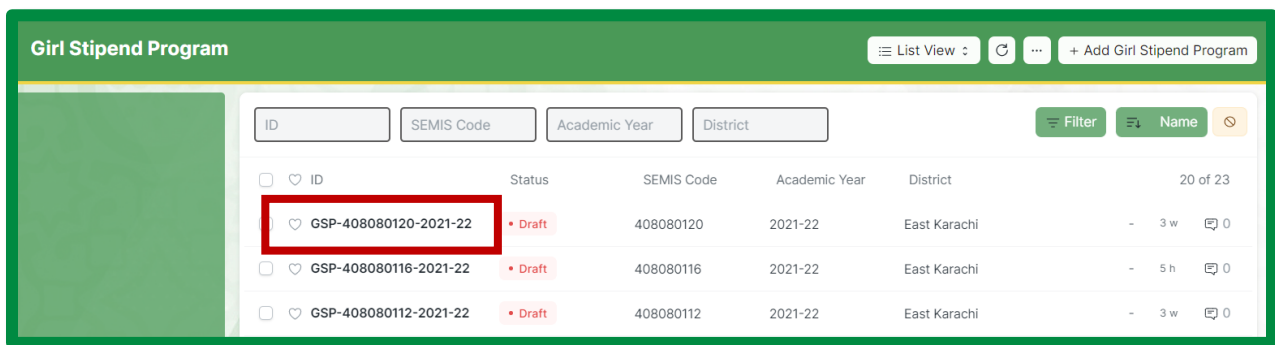 Girl Stipend Program List View ... + Add Girl Stipend Program
ID SEMIS Code Academic Year District Filter Name
ID Status SEMIS Code Academic Year District 20 of 23
GSP-408080120-2021-22 • Draft 408080120 2021-22 East Karachi - 3 w 0
GSP-408080116-2021-22 • Draft 408080116 2021-22 East Karachi - 5 h 0
GSP-408080112-2021-22 • Draft 408080112 2021-22 East Karachi - 3 w 0